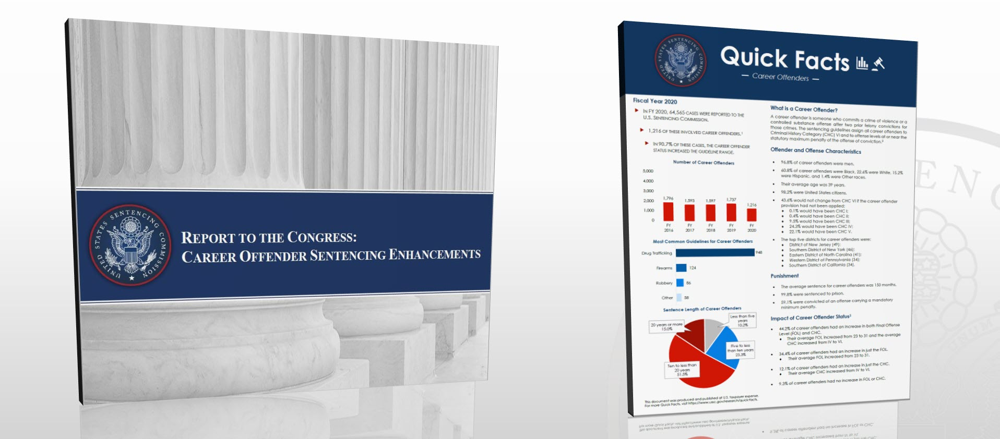 UNITED STATES SENTENCING COMMISSION
REPORT TO THE CONGRESS:
CAREER OFFENDER SENTENCING ENHANCEMENTS
UNITED STATES SENTENCING COMMISSION
Quick Facts
— Career Offenders —
Fiscal Year 2020
IN FY 2020, 64,565 CASES WERE REPORTED TO THE
U.S. SENTENCING COMMISSION.
1,216 OF THESE INVOLVED CAREER OFFENDERS.¹
IN 90.7% OF THESE CASES, THE CAREER OFFENDER
STATUS INCREASED THE GUIDELINE RANGE.
Number of Career Offenders
5,000
4,000
3,000
2,000
1,000
0
1,796 1,593 1,597 1,737 1,216
FY FY FY FY FY
2016 2017 2018 2019 2020
Most Common Guidelines for Career Offenders
Drug Trafficking 948
Firearms 124
Robbery 86
Other 58
Sentence Length of Career Offenders
Less than five
years
10.2%
20 years or more
15.0%
Five to less
than ten years
23.3%
Ten to less than
20 years
51.5%
This document was produced and published at U.S. taxpayer expense.
For more Quick Facts, visit https://www.ussc.gov/research/quick-facts.
What is a Career Offender?
A career offender is someone who commits a crime of violence or a
controlled substance offense after two prior felony convictions for
those crimes. The sentencing guidelines assign all career offenders to
Criminal History Category (CHC) VI and to offense levels at or near the
statutory maximum penalty of the offense of conviction.²
Offender and Offense Characteristics
• 96.8% of career offenders were men.
• 60.8% of career offenders were Black, 22.6% were White, 15.2%
were Hispanic, and 1.4% were Other races.
• Their average age was 39 years.
• 98.2% were United States citizens.
• 43.6% would not change from CHC VI if the career offender
provision had not been applied:
♦ 0.1% would have been CHC I;
♦ 0.4% would have been CHC II;
♦ 9.5% would have been CHC III;
♦ 24.3% would have been CHC IV;
♦ 22.1% would have been CHC V.
• The top five districts for career offenders were:
♦ District of New Jersey (49);
♦ Southern District of New York (46);
♦ Eastern District of North Carolina (41);
♦ Western District of Pennsylvania (34);
♦ Southern District of California (34).
Punishment
• The average sentence for career offenders was 150 months.
• 99.8% were sentenced to prison.
• 59.1% were convicted of an offense carrying a mandatory
minimum penalty.
Impact of Career Offender Status³
• 44.2% of career offenders had an increase in both Final Offense
Level (FOL) and CHC.
♦ Their average FOL increased from 23 to 31 and the average
CHC increased from IV to VI.
• 34.4% of career offenders had an increase in just the FOL.
♦ Their average FOL increased from 23 to 31.
• 12.1% of career offenders had an increase in just the CHC.
♦ Their average CHC increased from IV to VI.
• 9.3% of career offenders had no increase in FOL or CHC.